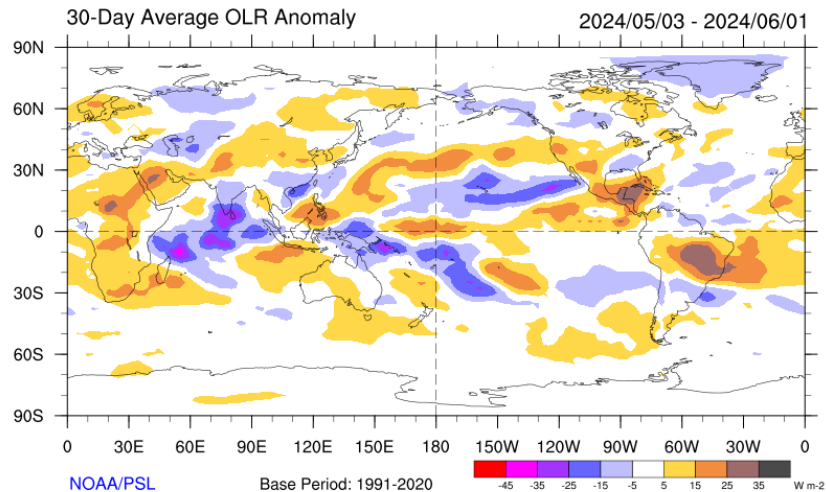 30-Day Average OLR Anomaly
2024/05/03 - 2024/06/01
90N
60N
30N
0
30S
60S
90S
0 30E 60E 90E 120E 150E 180 150W 120W 90W 60W 30W 0
-45 -35 -25 -15 -5 5 15 25 35 W m-2
NOAA/PSL
Base Period: 1991-2020